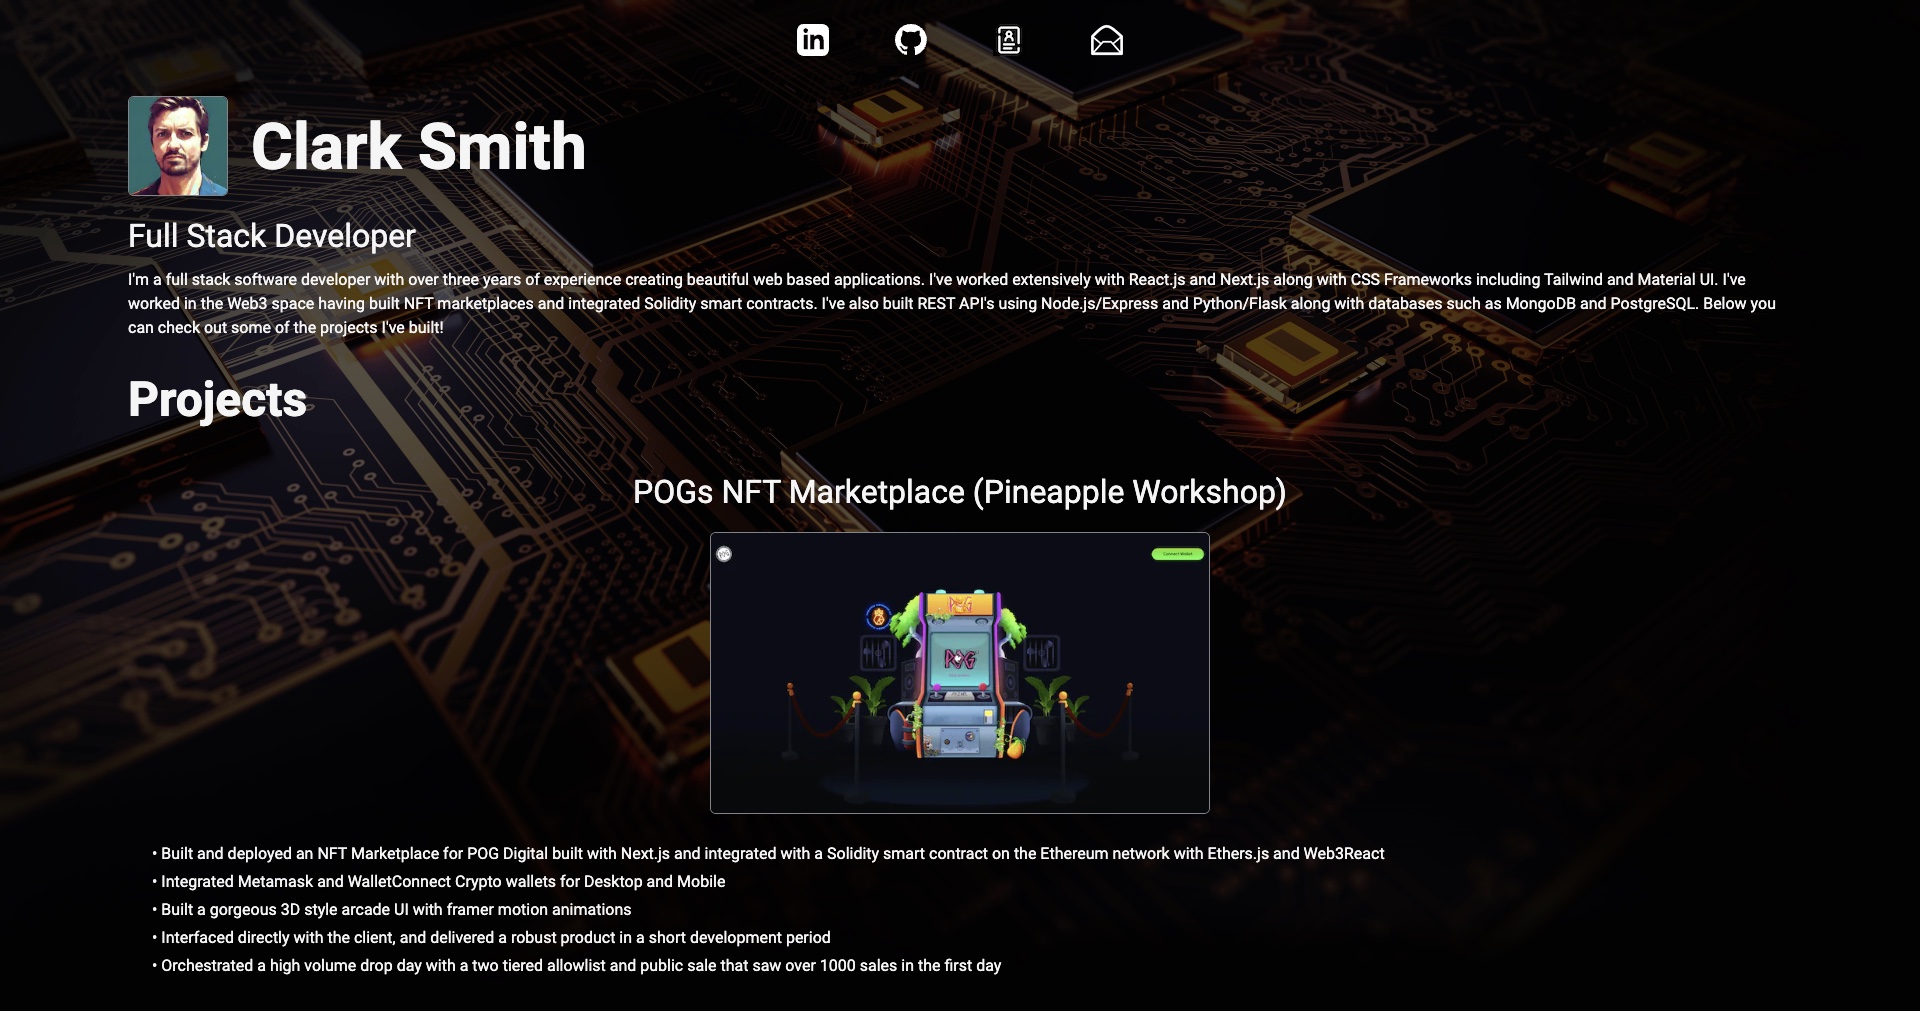 in
Clark Smith
Full Stack Developer
I'm a full stack software developer with over three years of experience creating beautiful web based applications. I've worked extensively with React.js and Next.js along with CSS Frameworks including Tailwind and Material UI. I've
worked in the Web3 space having built NFT marketplaces and integrated Solidity smart contracts. I've also built REST API's using Node.js/Express and Python/Flask along with databases such as MongoDB and PostgreSQL. Below you
can check out some of the projects I've built!
Projects
POGs NFT Marketplace (Pineapple Workshop)
Connect Wallet
POG
POG
• Built and deployed an NFT Marketplace for POG Digital built with Next.js and integrated with a Solidity smart contract on the Ethereum network with Ethers.js and Web3React
• Integrated Metamask and WalletConnect Crypto wallets for Desktop and Mobile
• Built a gorgeous 3D style arcade UI with framer motion animations
• Interfaced directly with the client, and delivered a robust product in a short development period
• Orchestrated a high volume drop day with a two tiered allowlist and public sale that saw over 1000 sales in the first day